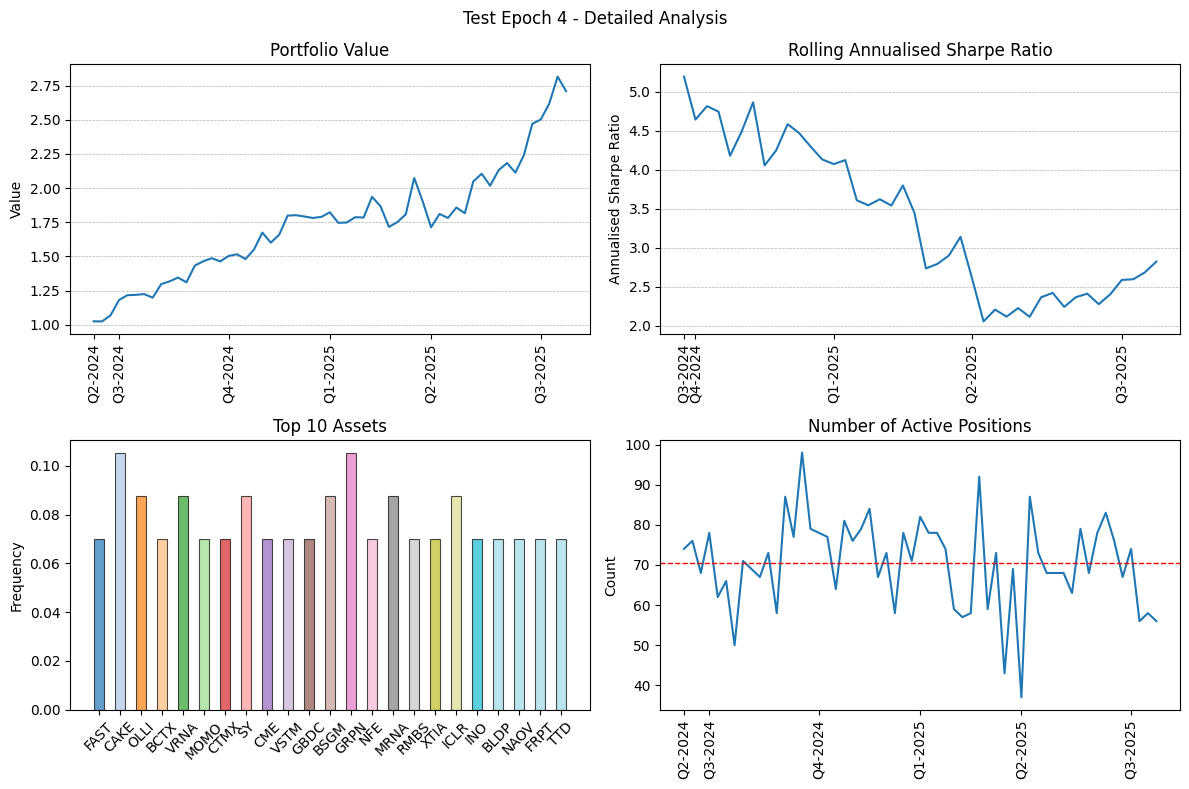 Test Epoch 4 - Detailed Analysis
Portfolio Value
Value
2.75
2.50
2.25
2.00
1.75
1.50
1.25
1.00
Q2-2024
Q3-2024
Q4-2024
Q1-2025
Q2-2025
Q3-2025
Rolling Annualised Sharpe Ratio
Annualised Sharpe Ratio
5.0
4.5
4.0
3.5
3.0
2.5
2.0
Q3-2024
Q4-2024
Q1-2025
Q2-2025
Q3-2025
Top 10 Assets
Frequency
0.10
0.08
0.06
0.04
0.02
0.00
FAST
CAKE
OLLI
BCTX
VRNA
MOMO
CTMX
SY
CME
VSTM
GBDC
BSGM
GRPN
NFE
MRNA
RMBS
XTIA
ICLR
INO
BLDP
NAOV
FRPT
TTD
Number of Active Positions
Count
100
90
80
70
60
50
40
Q2-2024
Q3-2024
Q4-2024
Q1-2025
Q2-2025
Q3-2025